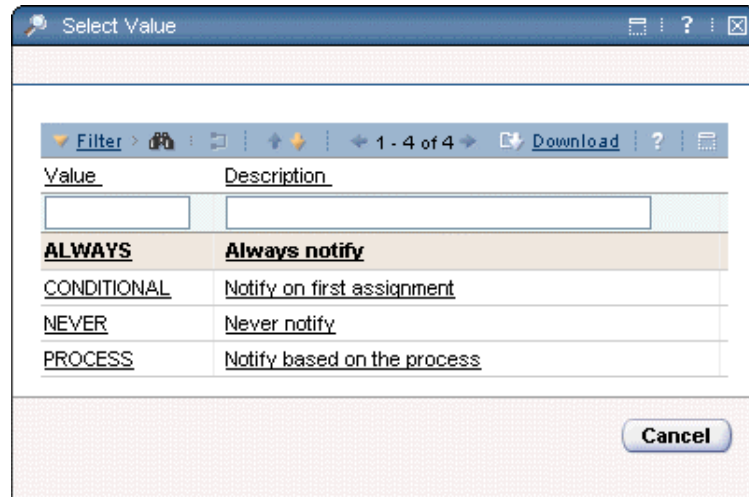 Select Value ?
Filter 1 - 4 of 4 Download ?
Value Description
ALWAYS Always notify
CONDITIONAL Notify on first assignment
NEVER Never notify
PROCESS Notify based on the process
Cancel